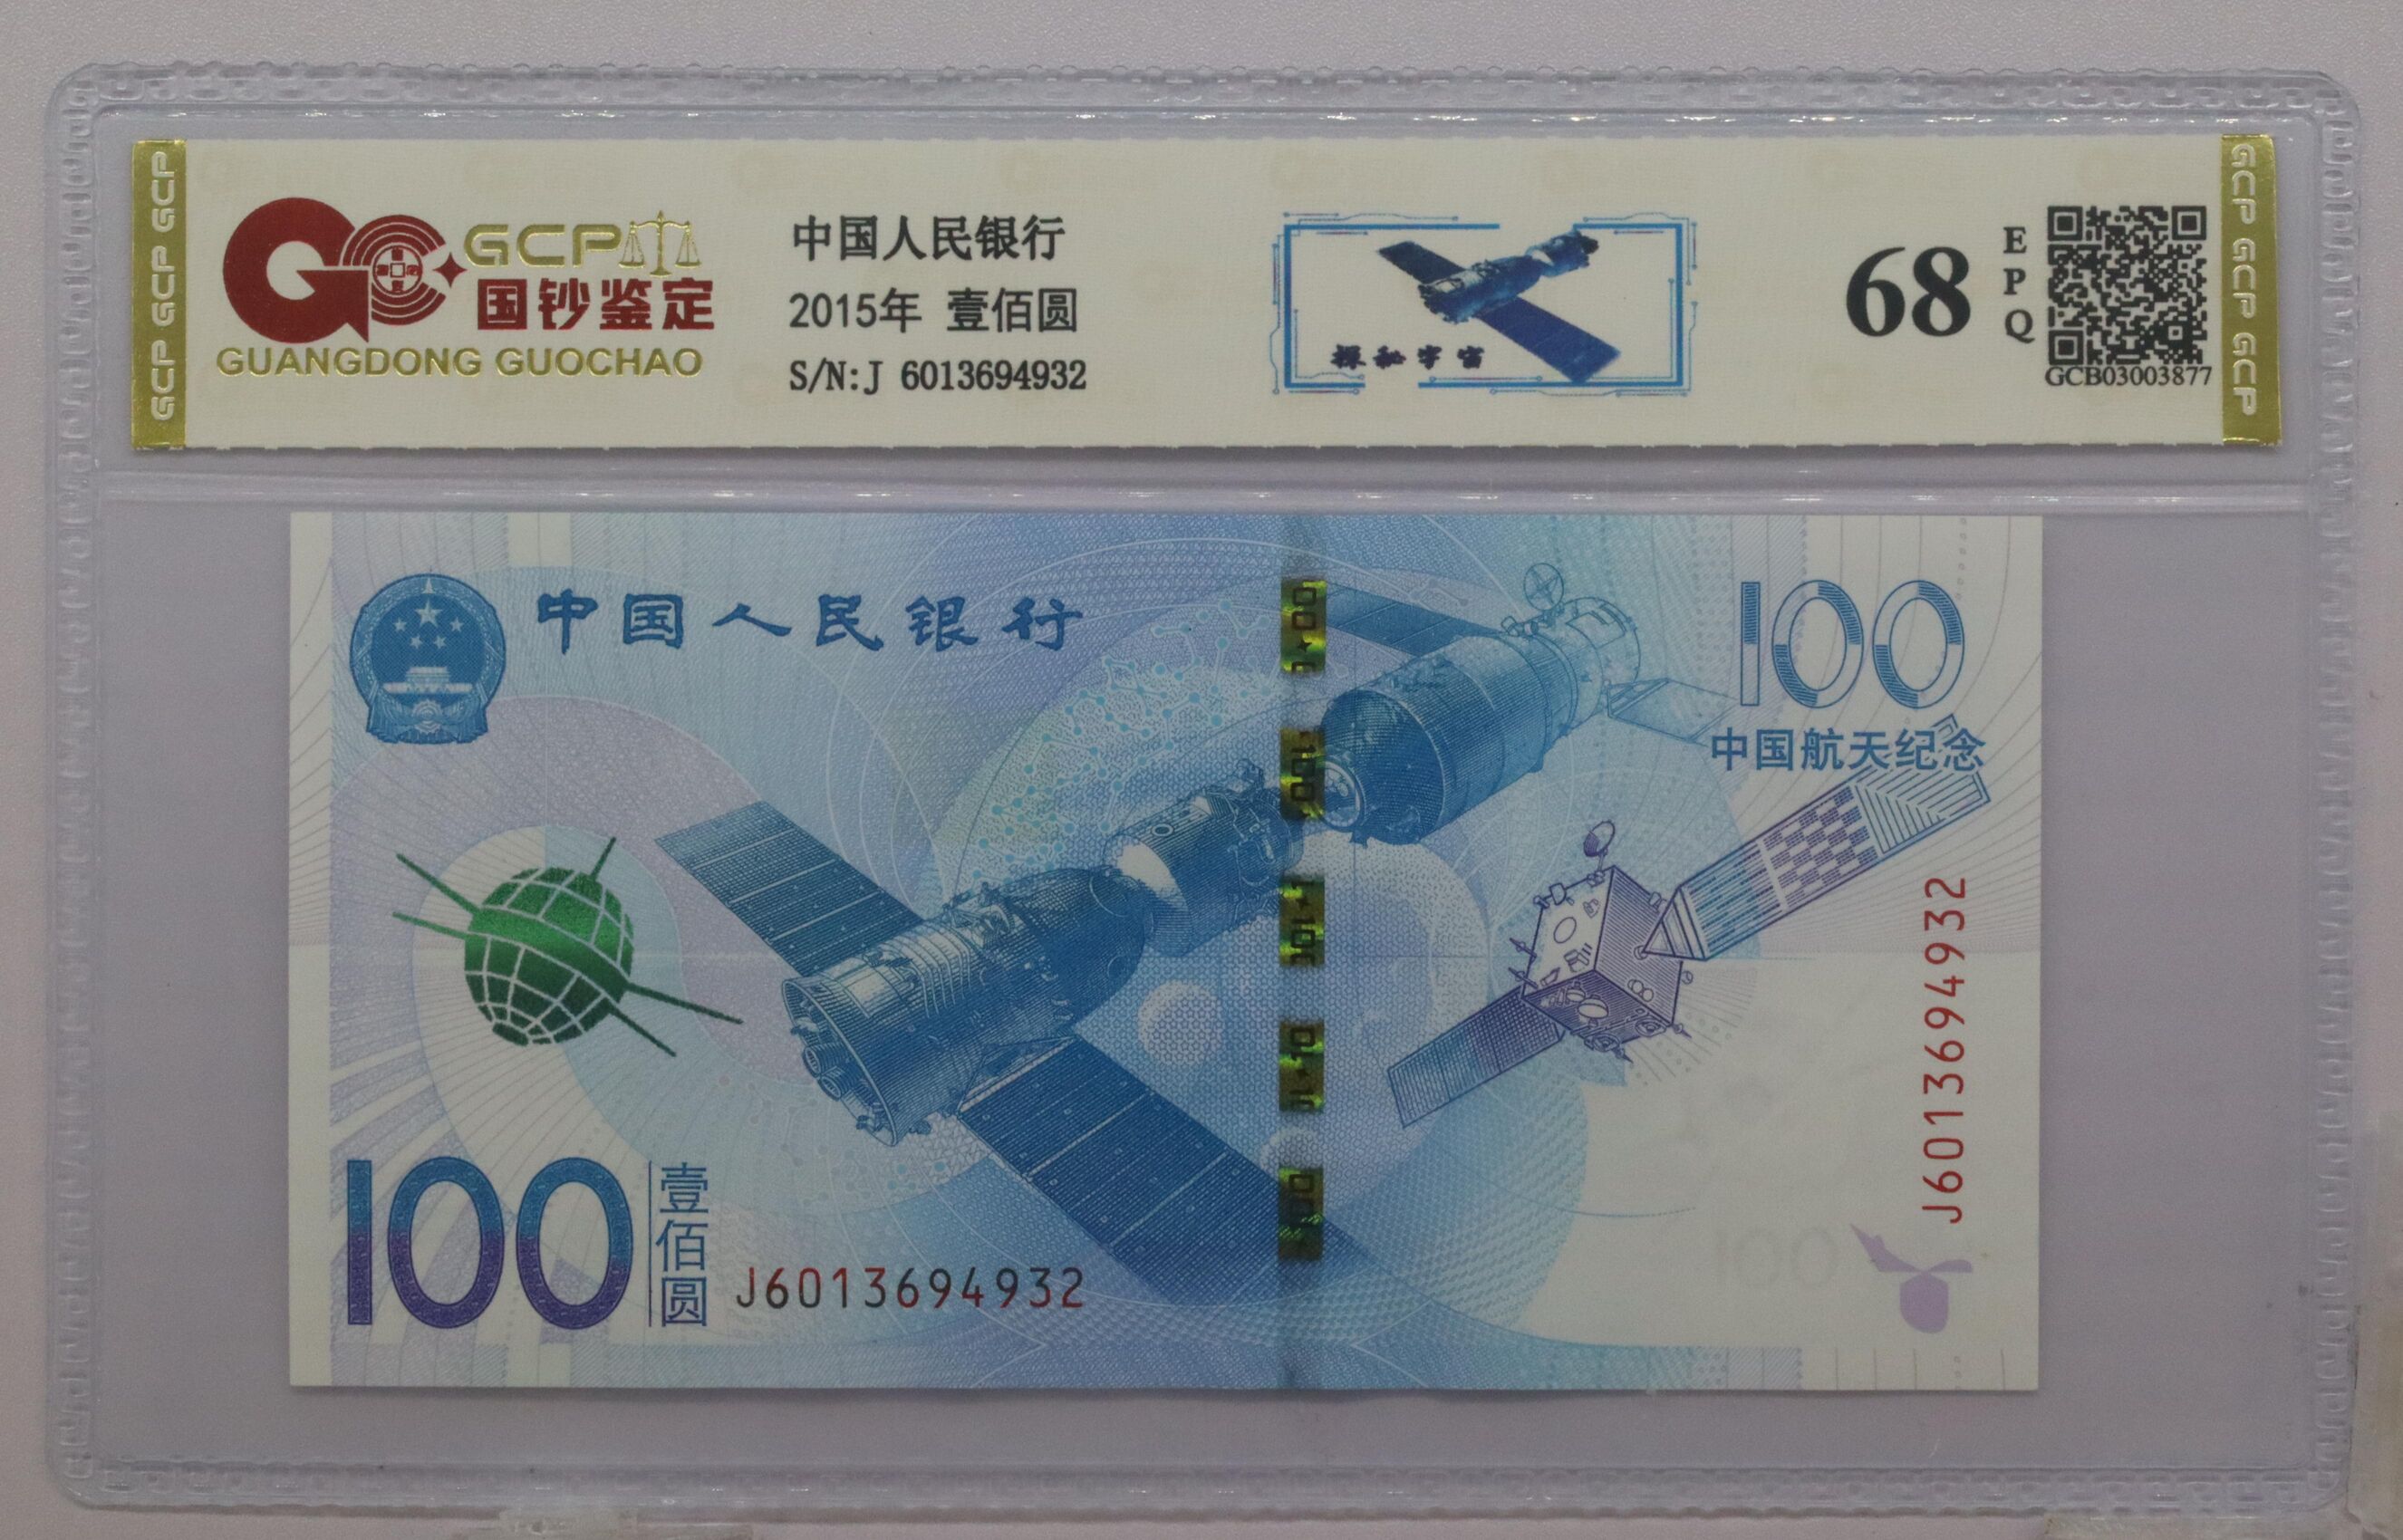 GCP GCP GCP
GCP
国钞鉴定
GUANGDONG GUOCHAO
中国人民银行
2015年 壹佰圆
S/N:J 6013694932
探秘宇宙
68
EPQ
GCB03003877
GCP GCP GCP
中国人民银行
100
中国航天纪念
J6013694932
100
壹佰圆
J6013694932
100